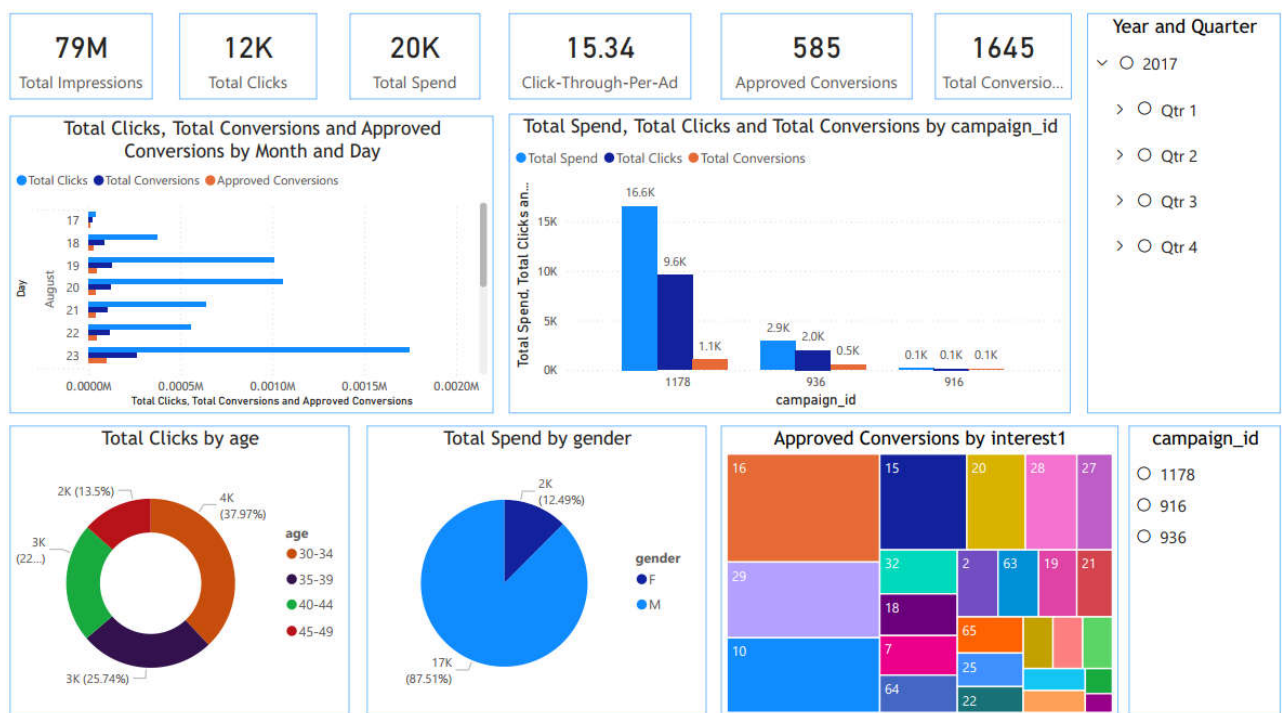 79M
Total Impressions
12K
Total Clicks
20K
Total Spend
15.34
Click-Through-Per-Ad
585
Approved Conversions
1645
Total Conversio...
Year and Quarter
2017
Qtr 1
Qtr 2
Qtr 3
Qtr 4
Total Clicks, Total Conversions and Approved
Conversions by Month and Day
Total Clicks Total Conversions Approved Conversions
Day
August
17
18
19
20
21
22
23
0.0000M 0.0005M 0.0010M 0.0015M 0.0020M
Total Clicks, Total Conversions and Approved Conversions
Total Spend, Total Clicks and Total Conversions by campaign_id
Total Spend Total Clicks Total Conversions
Total Spend, Total Clicks an...
15K
10K
5K
0K
16.6K
9.6K
1.1K
2.9K
2.0K
0.5K
0.1K 0.1K 0.1K
1178 936 916
campaign_id
Total Clicks by age
2K (13.5%)
4K
(37.97%)
3K
(22...)
3K (25.74%)
age
30-34
35-39
40-44
45-49
Total Spend by gender
2K
(12.49%)
17K
(87.51%)
gender
F
M
Approved Conversions by interest1
16
29
10
15
20
28
27
32
18
7
64
2
63
19
21
65
25
22
campaign_id
1178
916
936